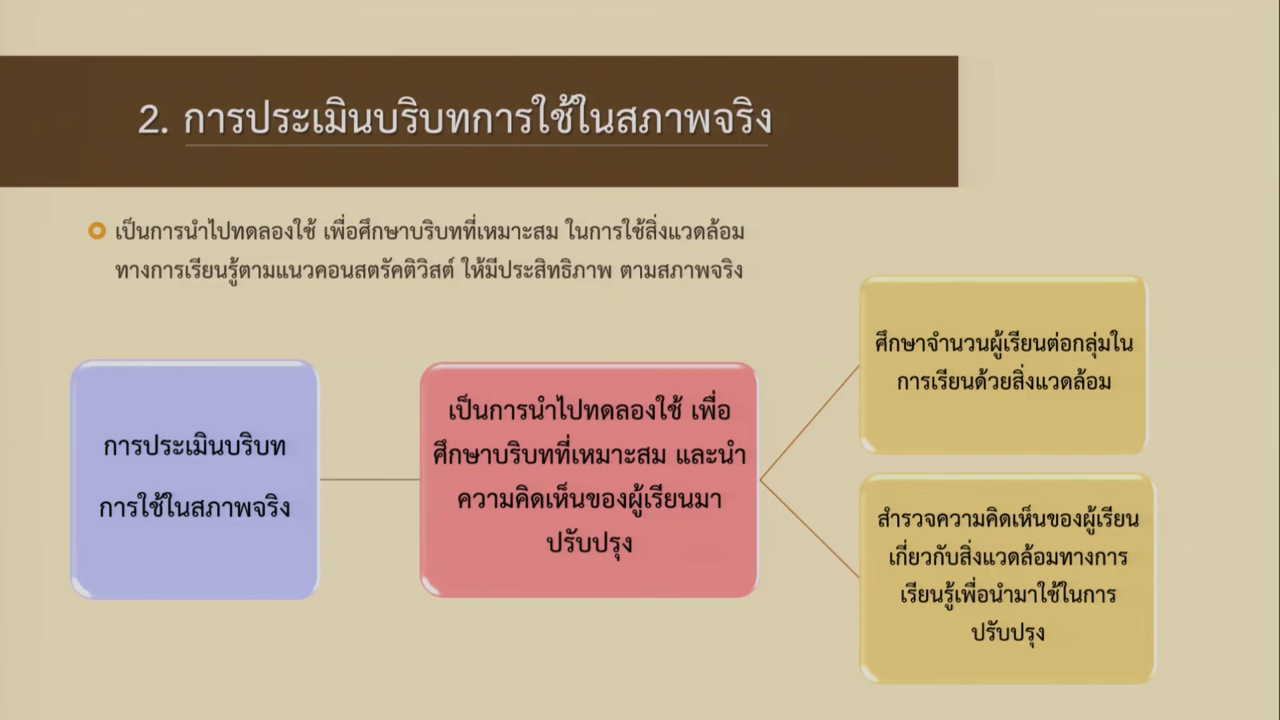 2. การประเมินบริบทการใช้ในสภาพจริง
เป็นการนำไปทดลองใช้ เพื่อศึกษาบริบทที่เหมาะสม ในการใช้สิ่งแวดล้อม
ทางการเรียนรู้ตามแนวคอนสตรัคติวิสต์ ให้มีประสิทธิภาพ ตามสภาพจริง
การประเมินบริบท
การใช้ในสภาพจริง
เป็นการนำไปทดลองใช้ เพื่อ
ศึกษาบริบทที่เหมาะสม และนำ
ความคิดเห็นของผู้เรียนมา
ปรับปรุง
ศึกษาจำนวนผู้เรียนต่อกลุ่มใน
การเรียนด้วยสิ่งแวดล้อม
สำรวจความคิดเห็นของผู้เรียน
เกี่ยวกับสิ่งแวดล้อมทางการ
เรียนรู้เพื่อนำมาใช้ในการ
ปรับปรุง